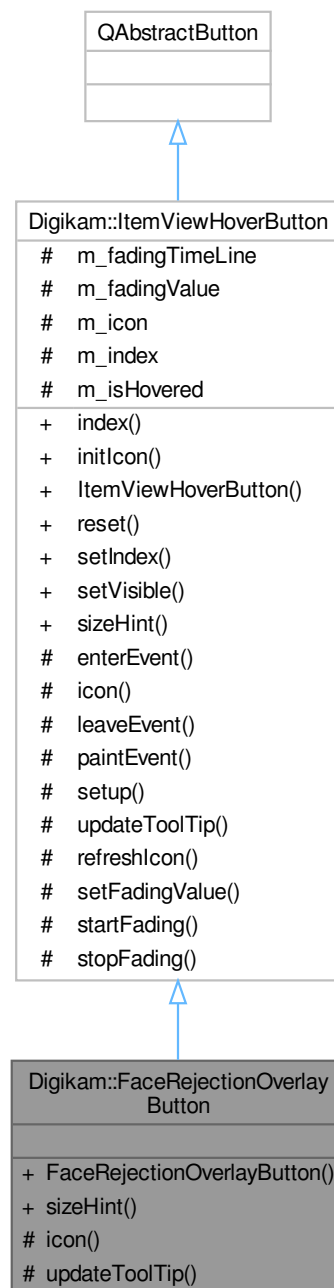 QAbstractButton
Digikam::ItemViewHoverButton
# m_fadingTimeLine
# m_fadingValue
# m_icon
# m_index
# m_isHovered
+ index()
+ initIcon()
+ ItemViewHoverButton()
+ reset()
+ setIndex()
+ setVisible()
+ sizeHint()
# enterEvent()
# icon()
# leaveEvent()
# paintEvent()
# setup()
# updateToolTip()
# refreshIcon()
# setFadingValue()
# startFading()
# stopFading()
Digikam::FaceRejectionOverlay
Button
+ FaceRejectionOverlayButton()
+ sizeHint()
# icon()
# updateToolTip()